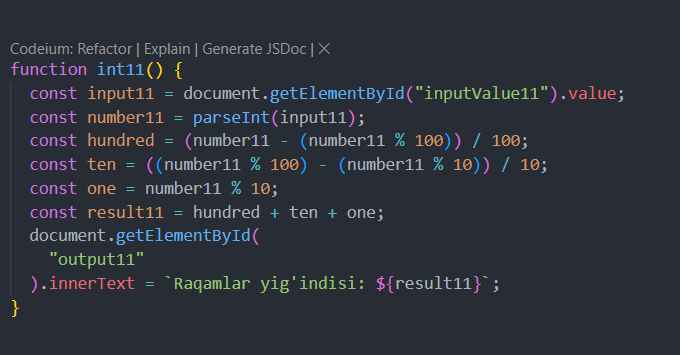 Codeium: Refactor | Explain | Generate JSDoc | ×
function int11() {
  const input11 = document.getElementById("inputValue11").value;
  const number11 = parseInt(input11);
  const hundred = (number11 - (number11 % 100)) / 100;
  const ten = ((number11 % 100) - (number11 % 10)) / 10;
  const one = number11 % 10;
  const result11 = hundred + ten + one;
  document.getElementById(
    "output11"
  ).innerText = `Raqamlar yig'indisi: ${result11}`;
}